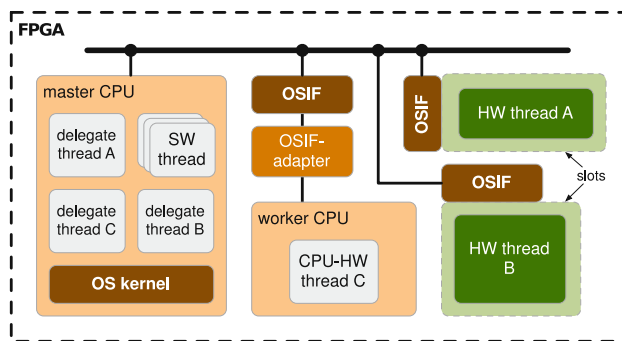 FPGA
master CPU
delegate
thread A
SW
thread
delegate
thread C
delegate
thread B
OS kernel
OSIF
OSIF-
adapter
worker CPU
CPU-HW
thread C
OSIF
HW thread A
slots
OSIF
HW thread
B